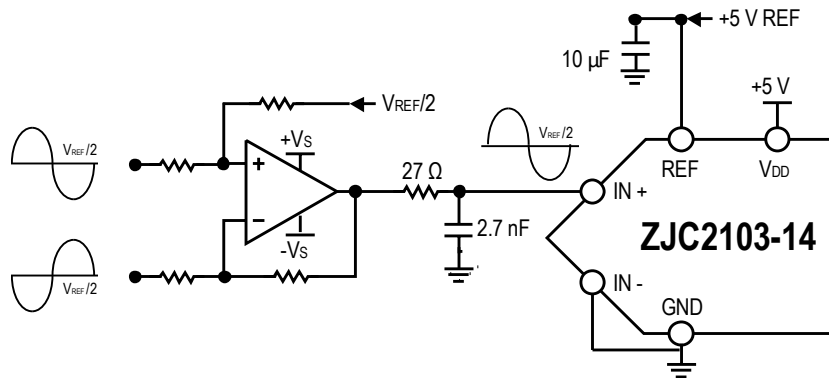 +5 V REF
10 µF
+5 V
VREF/2
VREF/2
+VS
VREF/2
REF
VDD
+
27 Ω
IN +
−
2.7 nF
ZJC2103-14
-VS
VREF/2
IN -
GND